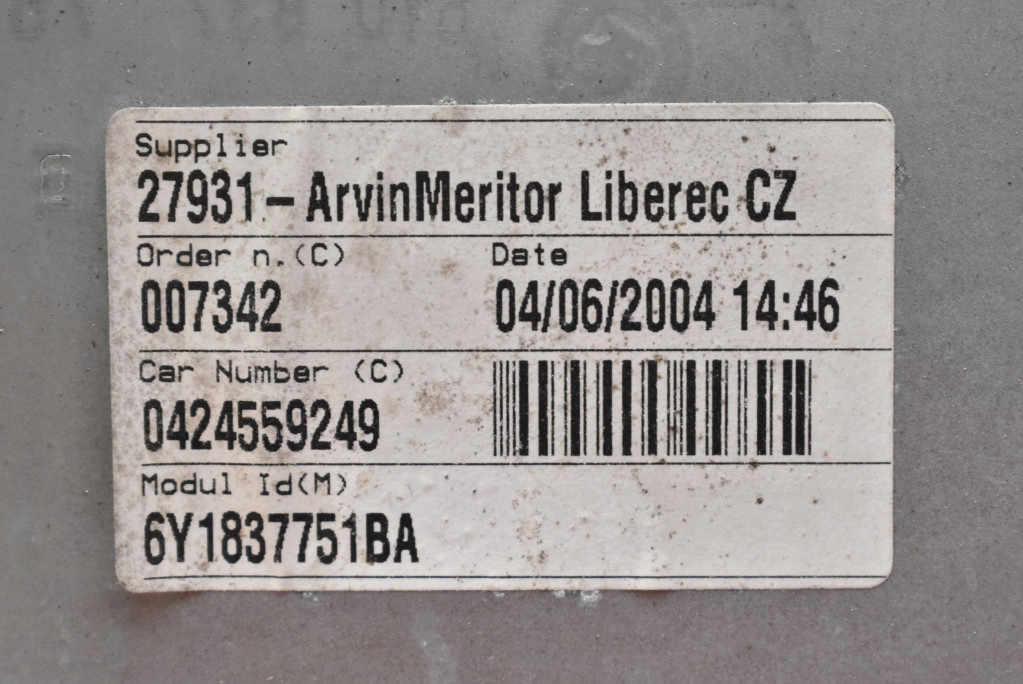 Supplier
27931-ArvinMeritor Liberec CZ
Order n.(C) Date
007342 04/06/2004 14:46
Car Number (C)
0424559249
Modul Id(M)
6Y1837751BA